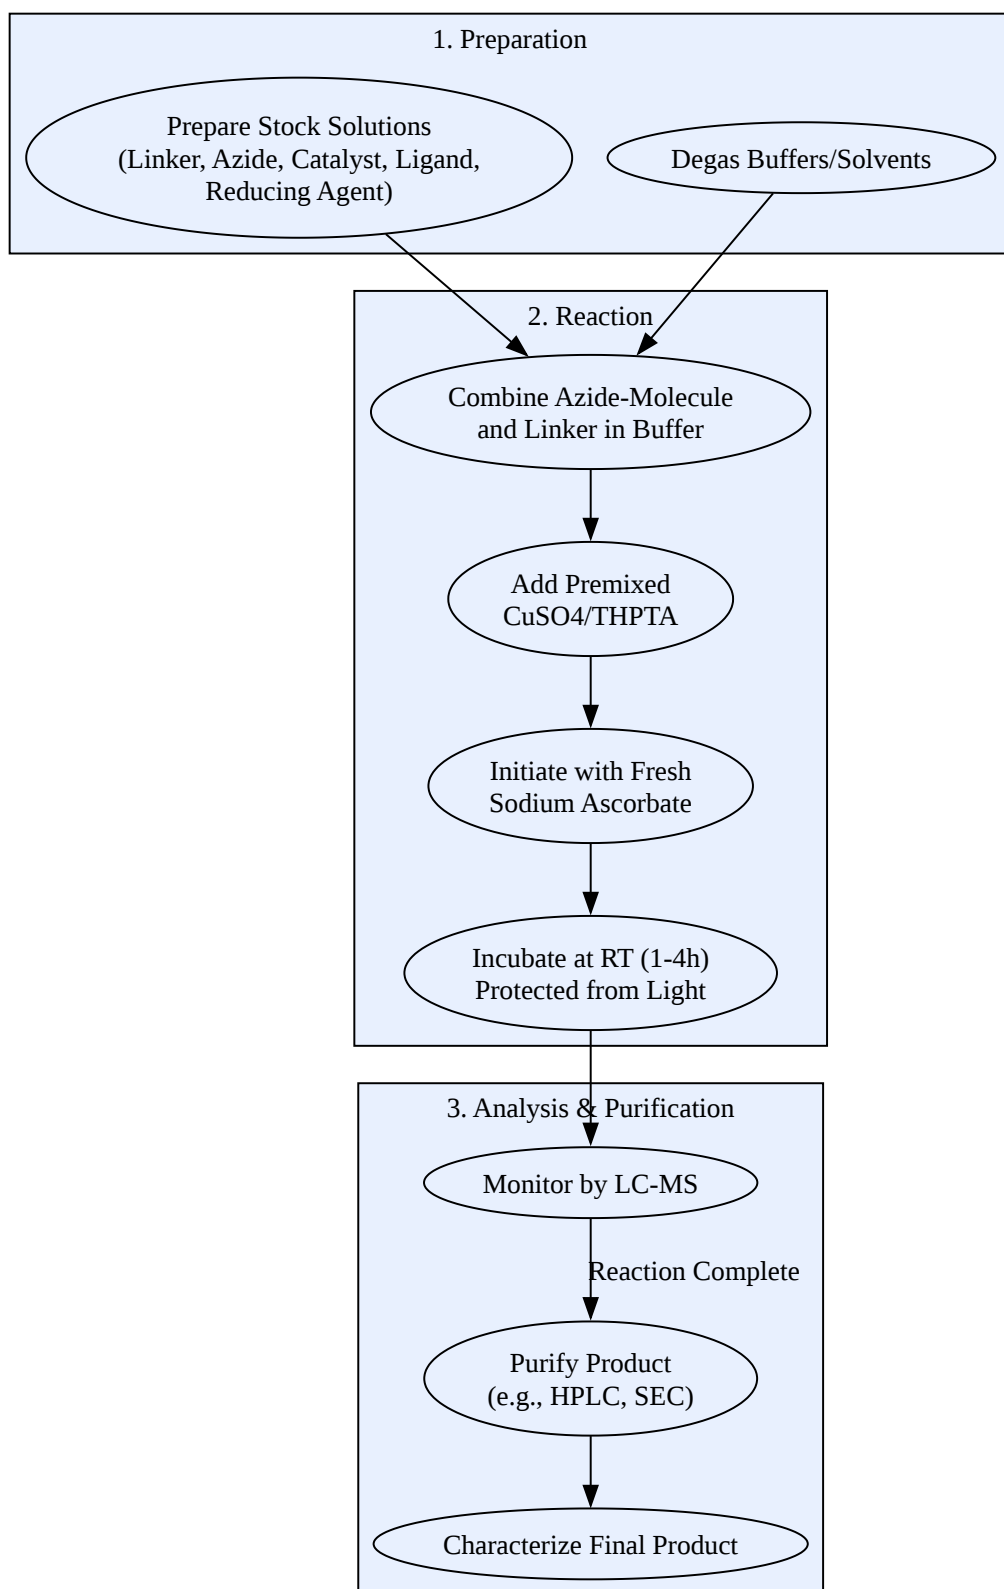 1. Preparation
Prepare Stock Solutions
(Linker, Azide, Catalyst, Ligand,
Reducing Agent)
Degas Buffers/Solvents
2. Reaction
Combine Azide-Molecule
and Linker in Buffer
Add Premixed
CuSO4/THPTA
Initiate with Fresh
Sodium Ascorbate
Incubate at RT (1-4h)
Protected from Light
3. Analysis & Purification
Monitor by LC-MS
Reaction Complete
Purify Product
(e.g., HPLC, SEC)
Characterize Final Product